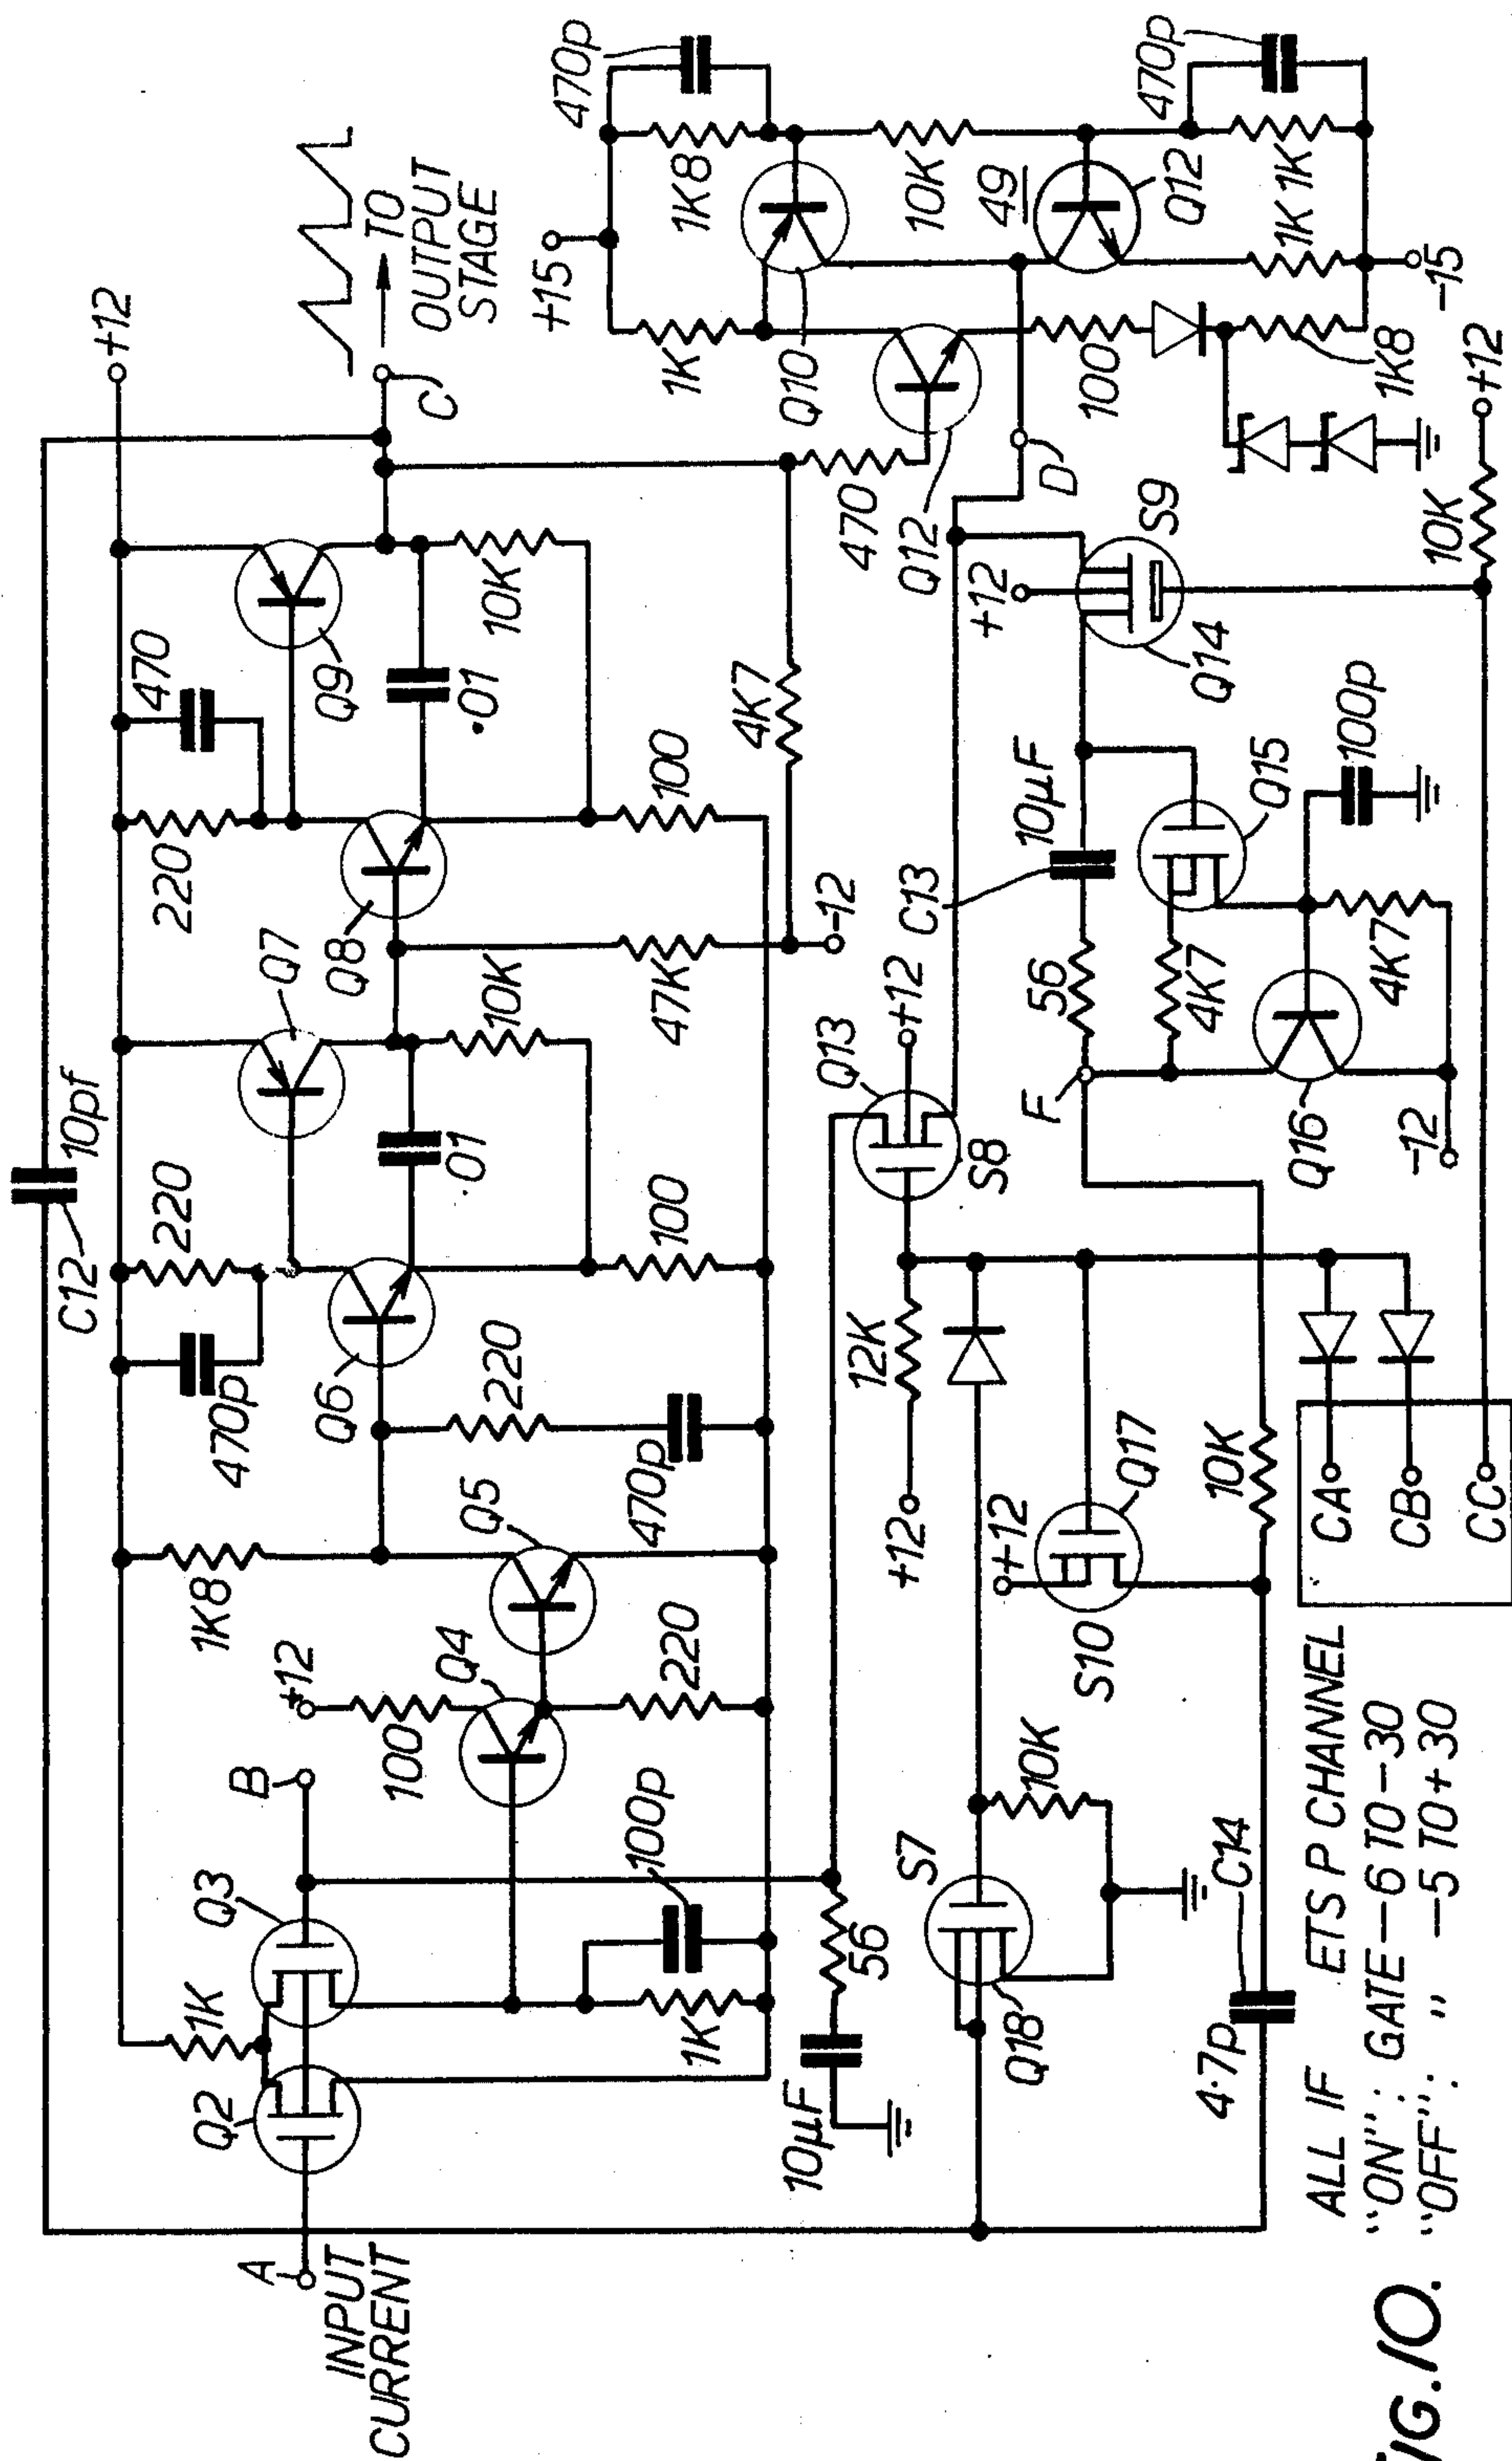 C12
10pf
+12
470p
220
Q7
220
470
Q9
C
TO
OUTPUT
STAGE
+15
470p
1K8
1K
Q10
10K
49
Q12
1K
1K
470p
-15
1K8
100
Q12
470
D
+12
S9
Q14
10K
+12
A
INPUT
CURRENT
Q2
1K
Q3
B
+12
100
Q4
1K8
Q5
Q6
220
470p
.01
10K
100
Q8
47K
-12
.01
10K
100
4K7
100p
1K
220
10µF
56
S7
Q18
10K
+12
12K
S10
+12
Q17
Q13
+12
S8
C13
10µF
56
F
4K7
Q15
100p
Q16
4K7
-12
10K
4·7p
C14
CA
CB
CC
ALL IF ETS P CHANNEL
"ON": GATE -6 TO -30
"OFF": " -5 TO +30
FIG.10.